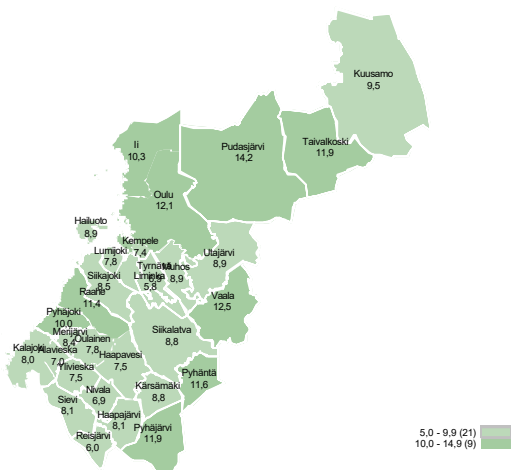 Kuusamo
9,5
Ii
10,3
Pudasjärvi
14,2
Taivalkoski
11,9
Oulu
12,1
Hailuoto
8,9
Kempele
7,4
Lumijoki
7,8
Tyrnävä
6,9
Muhos
8,9
Utajärvi
8,9
Liminka
5,8
Siikajoki
8,5
Raahe
11,4
Vaala
12,5
Pyhäjoki
10,0
Merijärvi
8,4
Oulainen
7,8
Siikalatva
8,8
Kalajoki
8,0
Alavieska
7,0
Haapavesi
7,5
Ylivieska
7,5
Pyhäntä
11,6
Nivala
6,9
Kärsämäki
8,8
Sievi
8,1
Haapajärvi
8,1
Pyhäjärvi
11,9
Reisjärvi
6,0
5,0 - 9,9 (21)
10,0 - 14,9 (9)